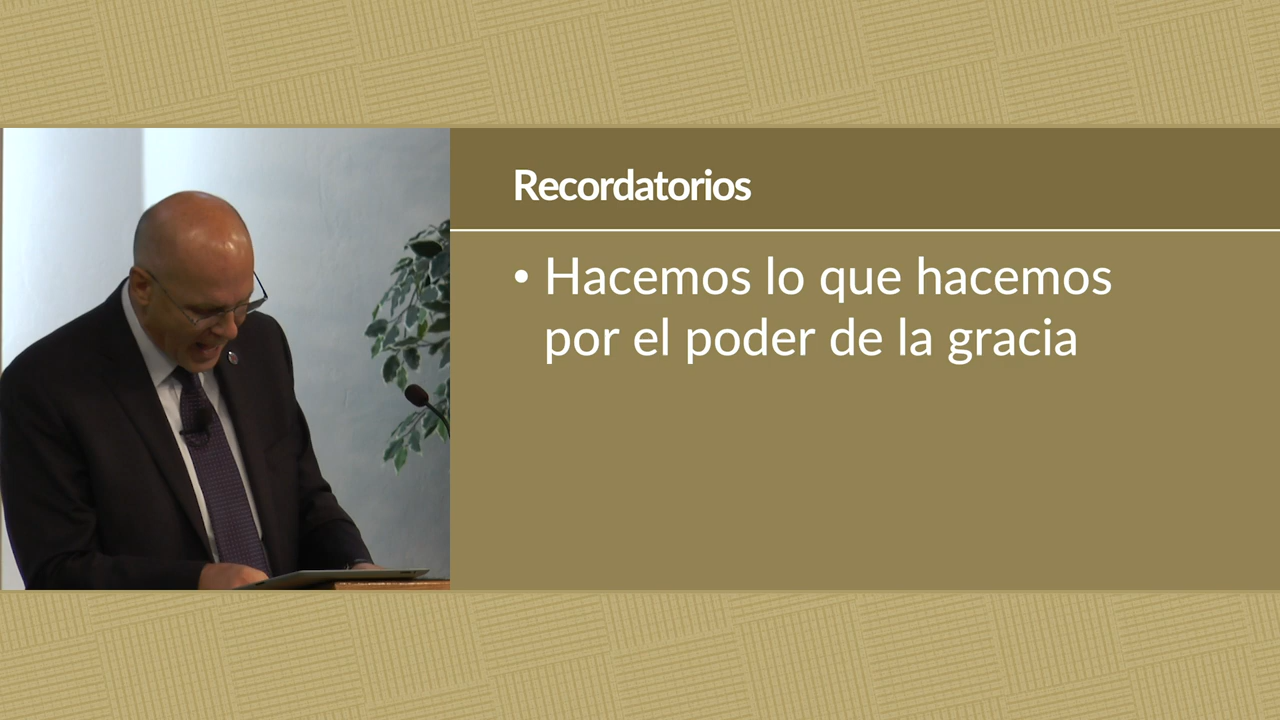 Recordatorios
• Hacemos lo que hacemos
por el poder de la gracia